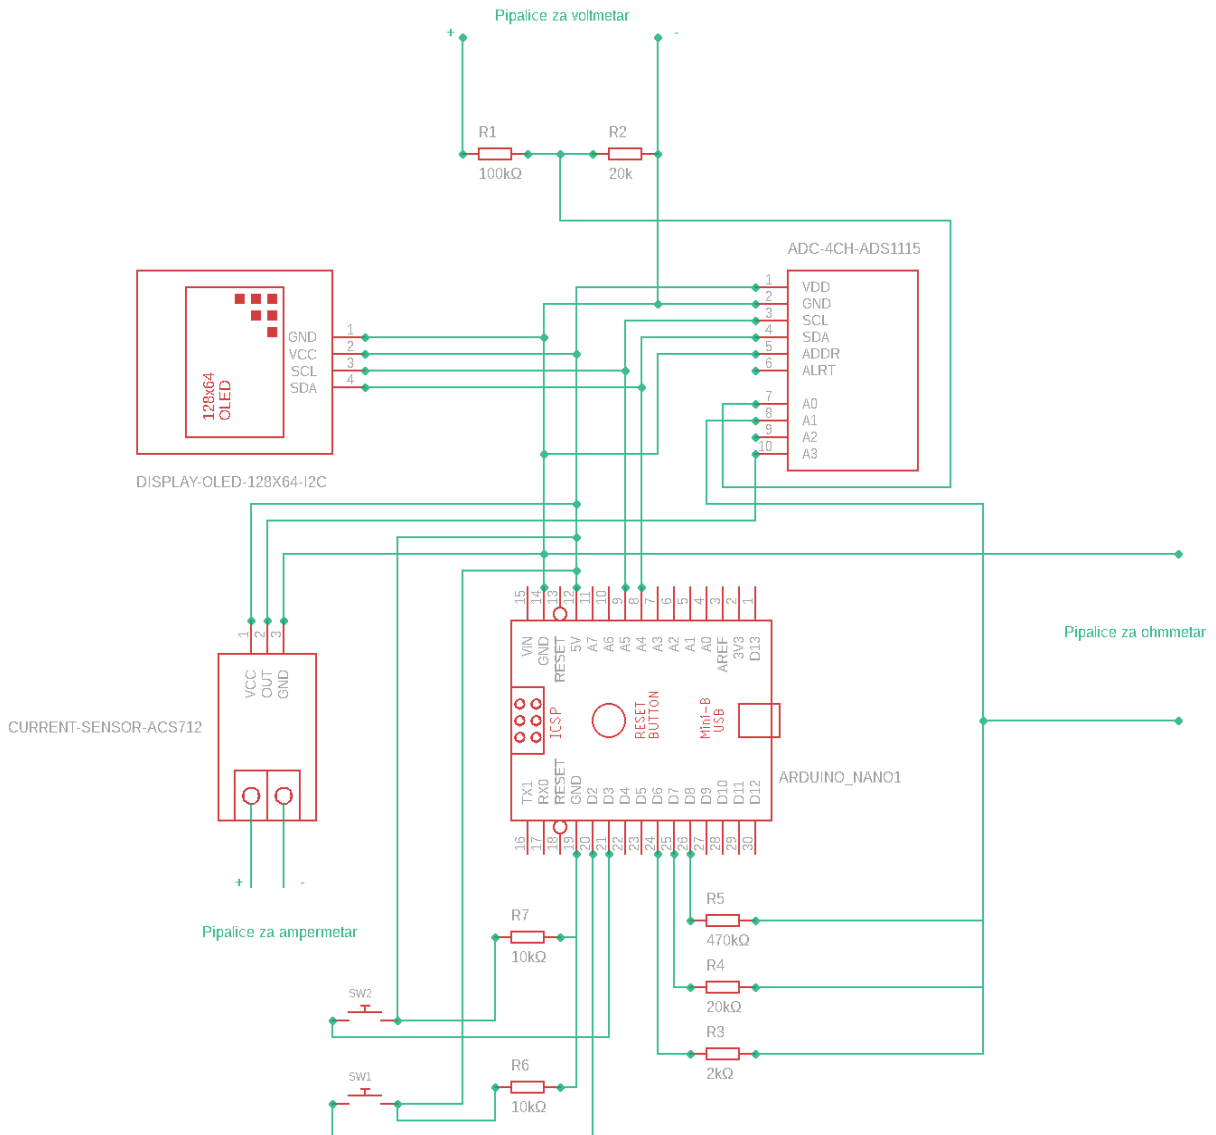 Pipalice za voltmetar
+
-
R1
R2
100kΩ
20k
ADC-4CH-ADS1115
1
VDD
2
GND
3
SCL
4
SDA
5
ADDR
6
ALRT
7
A0
8
A1
9
A2
10
A3
GND
1
VCC
2
SCL
3
SDA
4
128x64
OLED
DISPLAY-OLED-128X64-I2C
15
14
13
12
11
10
9
8
7
6
5
4
3
2
1
VIN
GND
RESET
5V
A7
A6
A5
A4
A3
A2
A1
A0
AREF
3V3
D13
Pipalice za ohmmetar
1
2
3
VCC
OUT
GND
CURRENT-SENSOR-ACS712
ICSP
RESET
BUTTON
Mini-B
USB
ARDUINO_NANO1
TX1
RX0
RESET
GND
D2
D3
D4
D5
D6
D7
D8
D9
D10
D11
D12
16
17
18
19
20
21
22
23
24
25
26
27
28
29
30
+
-
Pipalice za ampermetar
R7
10kΩ
R5
470kΩ
R4
20kΩ
SW2
R3
2kΩ
R6
10kΩ
SW1